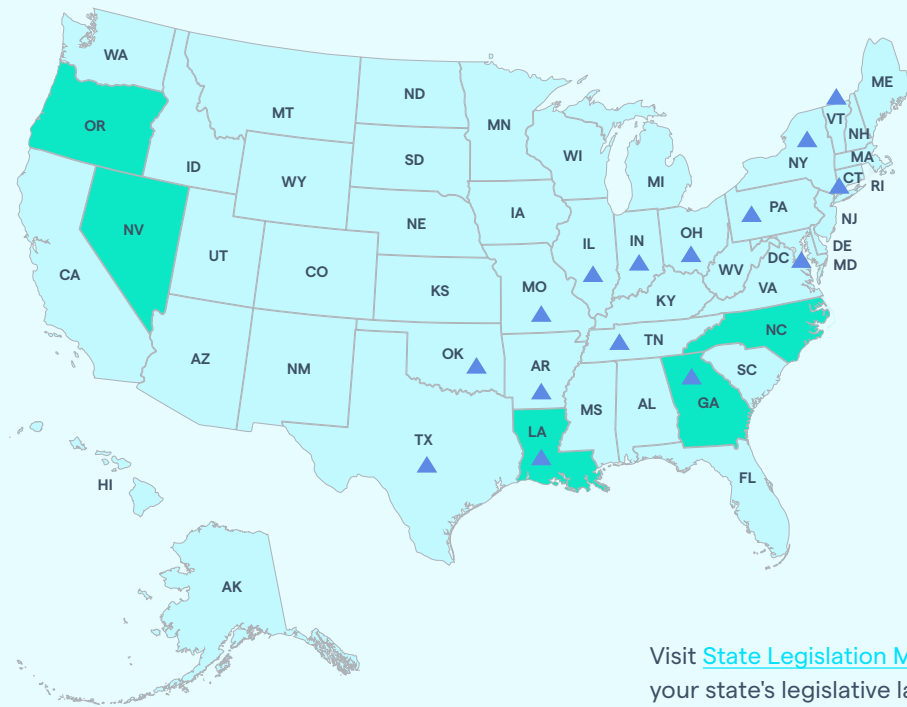 WA
ME
MT
ND
MN
VT
OR
NH
WI
NY
MA
ID
SD
CT
RI
WY
MI
IA
PA
NE
NJ
NV
IL
IN
OH
DE
UT
DC
MD
CA
CO
WV
MO
VA
KS
KY
NC
TN
OK
AR
AZ
NM
SC
MS
AL
GA
LA
TX
FL
HI
AK
Visit State Legislation M
your state's legislative la